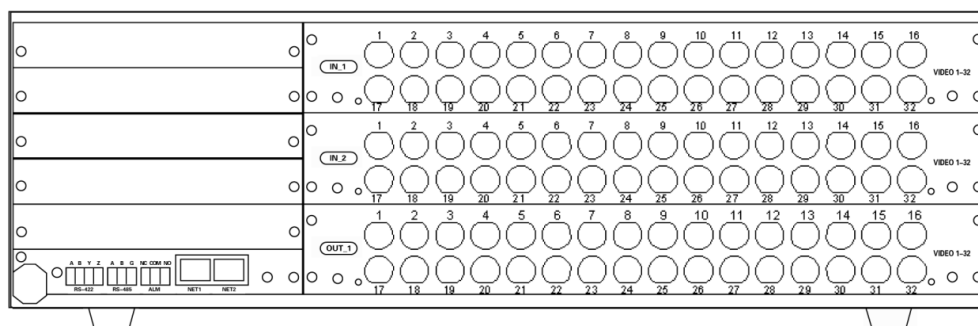 1 2 3 4 5 6 7 8 9 10 11 12 13 14 15 16
IN_1
VIDEO 1-32
17 18 19 20 21 22 23 24 25 26 27 28 29 30 31 32
1 2 3 4 5 6 7 8 9 10 11 12 13 14 15 16
IN_2
VIDEO 1-32
17 18 19 20 21 22 23 24 25 26 27 28 29 30 31 32
1 2 3 4 5 6 7 8 9 10 11 12 13 14 15 16
OUT_1
VIDEO 1-32
17 18 19 20 21 22 23 24 25 26 27 28 29 30 31 32
A B Y Z A B G NC COM NO
RS-422 RS-485 ALM NET1 NET2